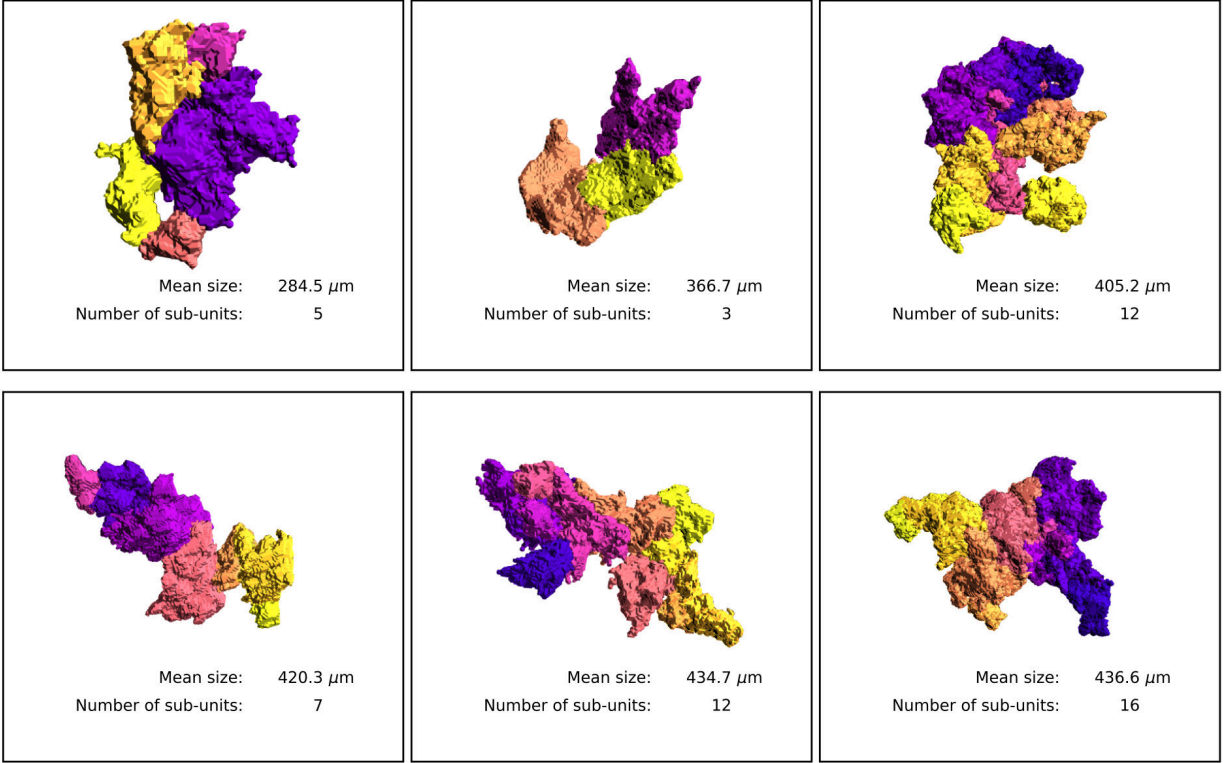 Mean size: 284.5 μm
Number of sub-units: 5
Mean size: 366.7 μm
Number of sub-units: 3
Mean size: 405.2 μm
Number of sub-units: 12
Mean size: 420.3 μm
Number of sub-units: 7
Mean size: 434.7 μm
Number of sub-units: 12
Mean size: 436.6 μm
Number of sub-units: 16